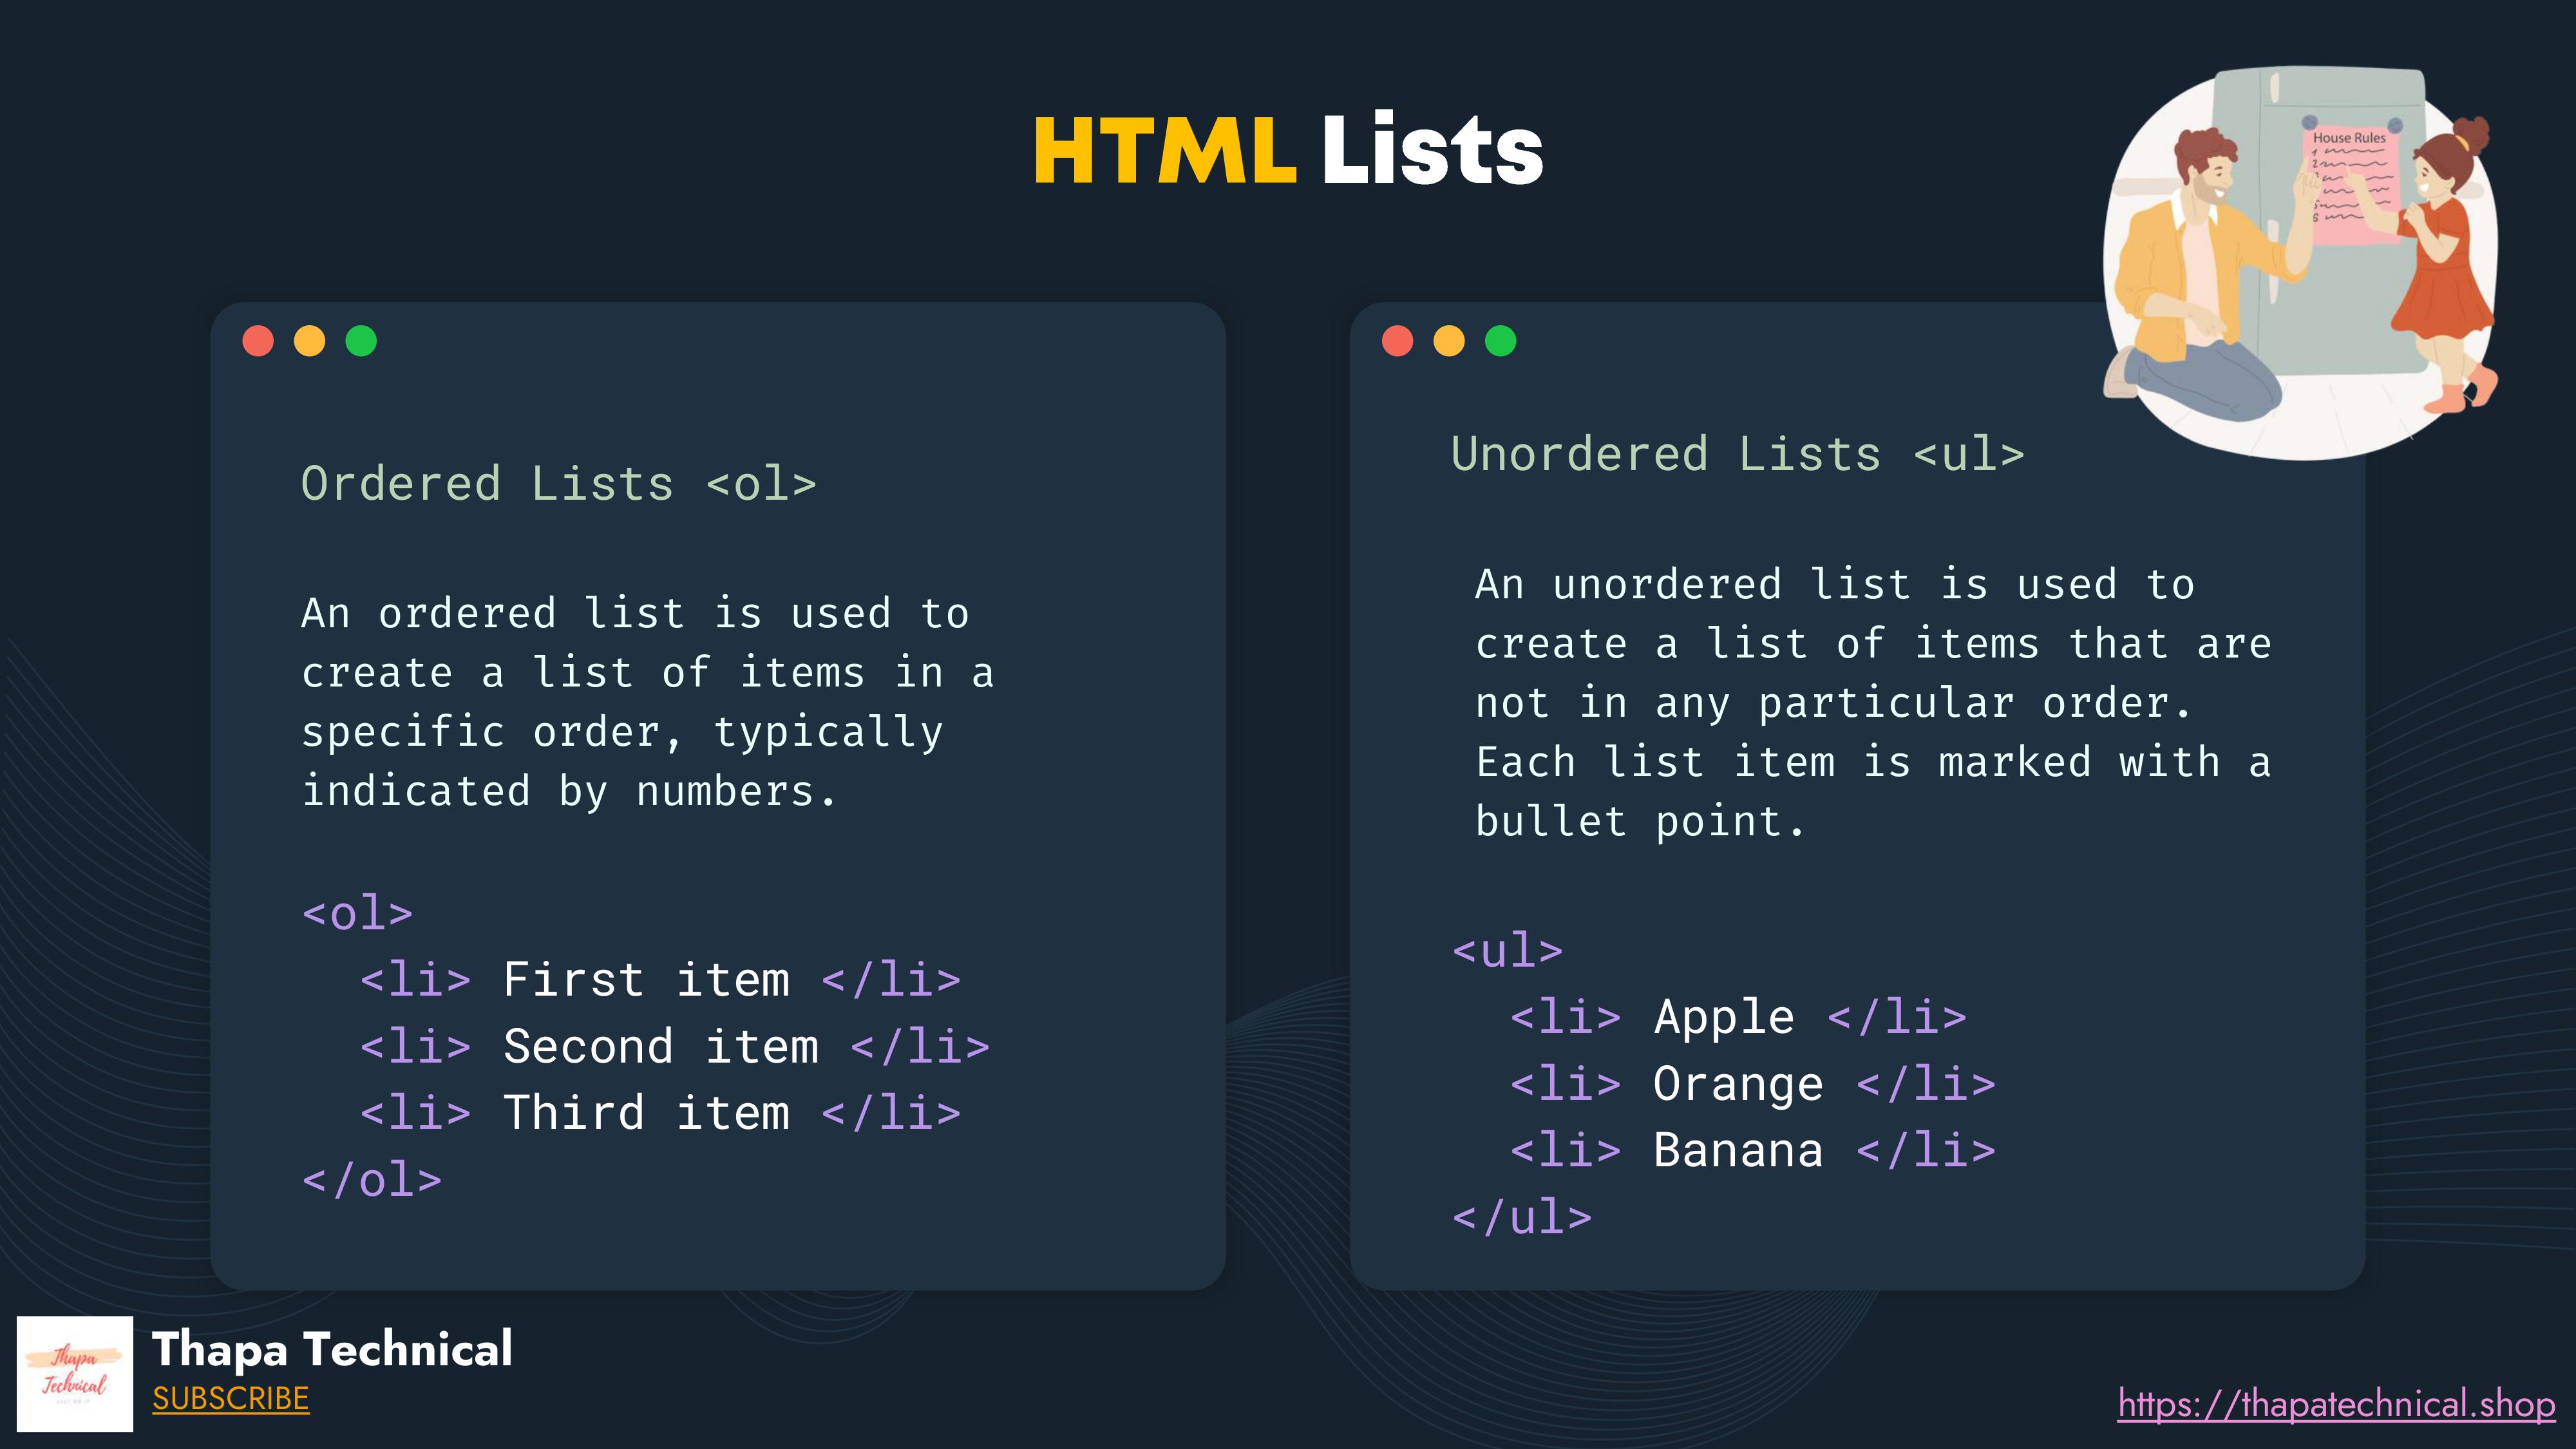 HTML Lists
House Rules
Ordered Lists <ol>
An ordered list is used to
create a list of items in a
specific order, typically
indicated by numbers.
<ol>
<li> First item </li>
<li> Second item </li>
<li> Third item </li>
</ol>
Unordered Lists <ul>
An unordered list is used to
create a list of items that are
not in any particular order.
Each list item is marked with a
bullet point.
<ul>
<li> Apple </li>
<li> Orange </li>
<li> Banana </li>
</ul>
Thapa
Technical
Thapa Technical
SUBSCRIBE
https://thapatechnical.shop